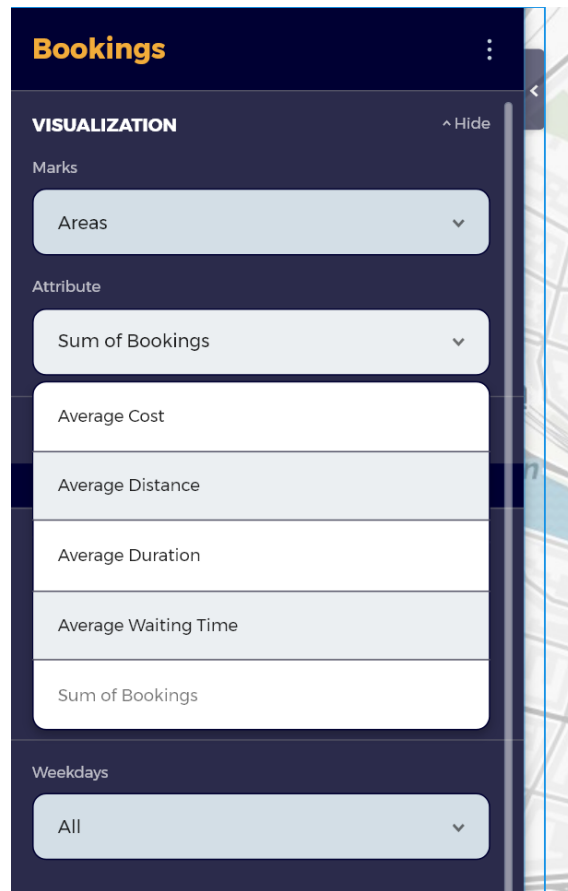 Bookings
VISUALIZATION
Hide
Marks
Areas
Attribute
Sum of Bookings
Average Cost
Average Distance
Average Duration
Average Waiting Time
Sum of Bookings
Weekdays
All